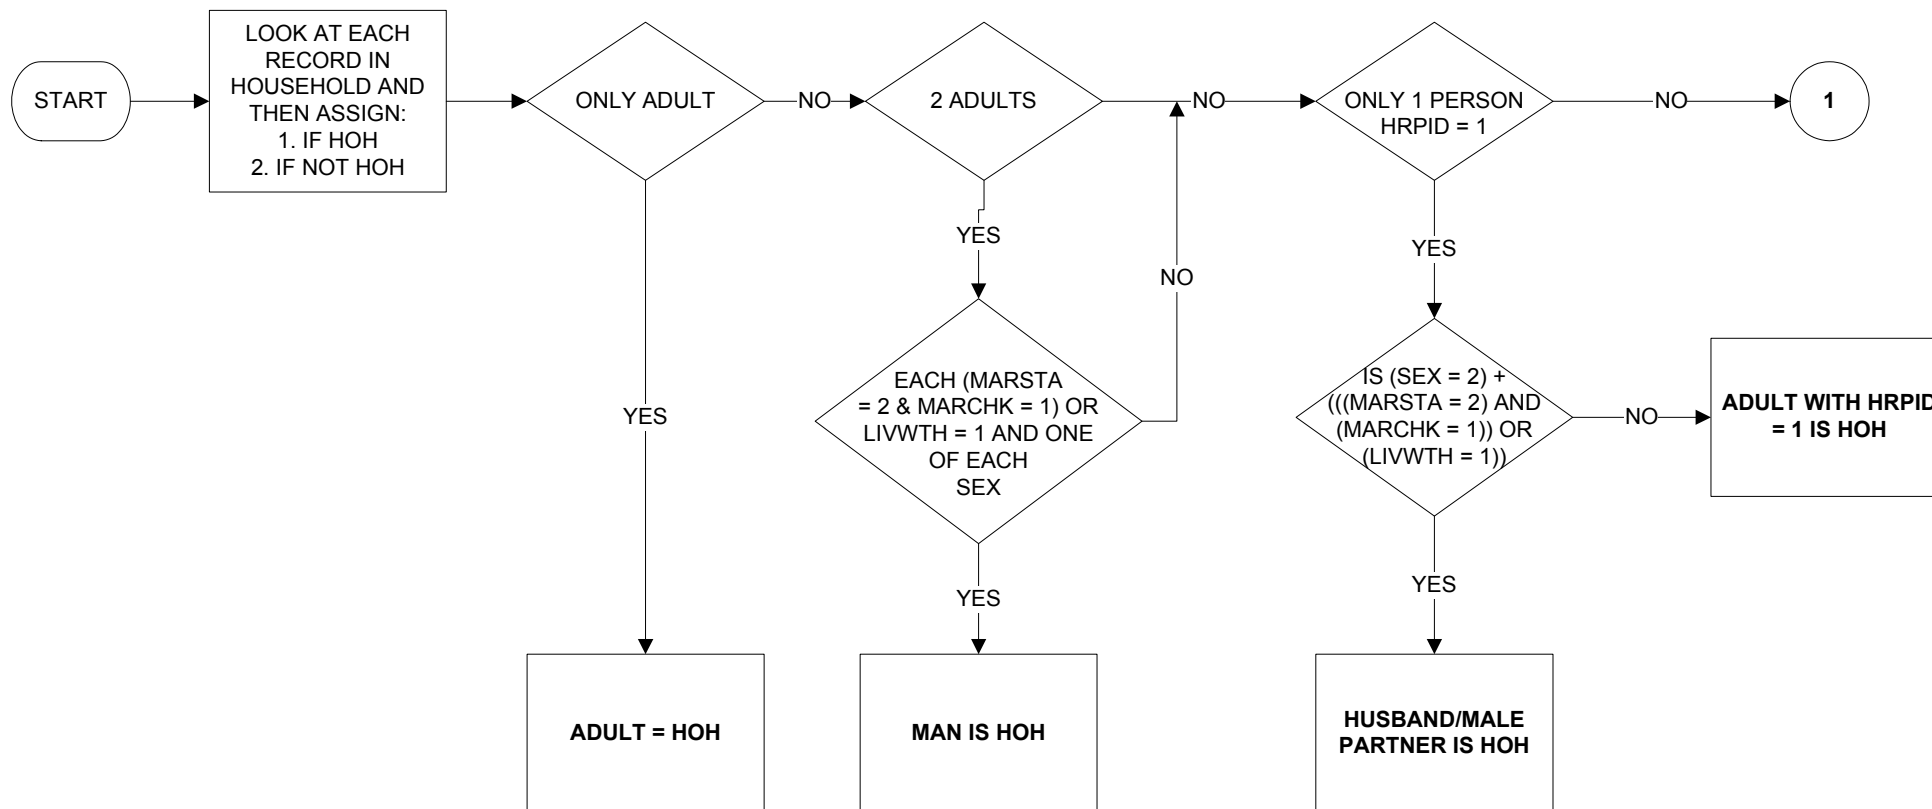 START
LOOK AT EACH
RECORD IN
HOUSEHOLD AND
THEN ASSIGN:
1. IF HOH
2. IF NOT HOH
ONLY ADULT
NO
2 ADULTS
NO
ONLY 1 PERSON
HRPID = 1
NO
1
YES
YES
NO
YES
EACH (MARSTA
= 2 & MARCHK = 1) OR
LIVWTH = 1 AND ONE
OF EACH
SEX
IS (SEX = 2) +
(((MARSTA = 2) AND
(MARCHK = 1)) OR
(LIVWTH = 1))
NO
ADULT WITH HRPID
= 1 IS HOH
YES
YES
ADULT = HOH
MAN IS HOH
HUSBAND/MALE
PARTNER IS HOH